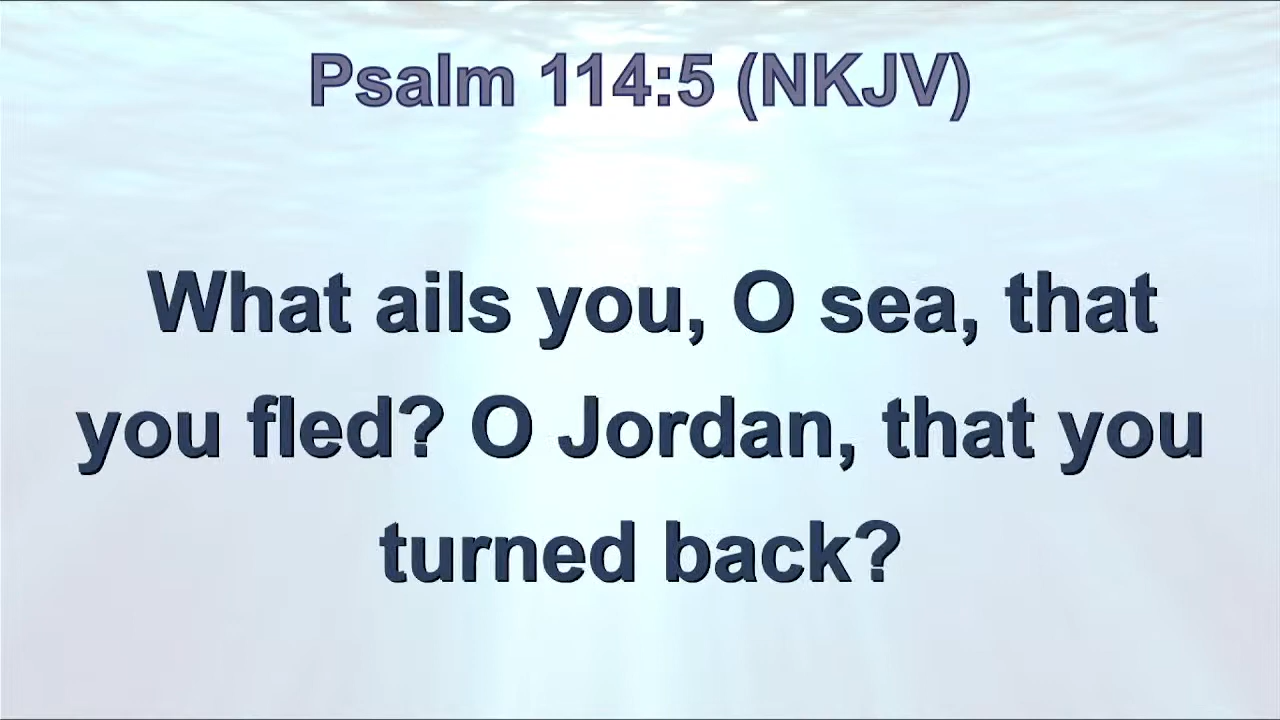 Psalm 114:5 (NKJV)
What ails you, O sea, that
you fled? O Jordan, that you
turned back?